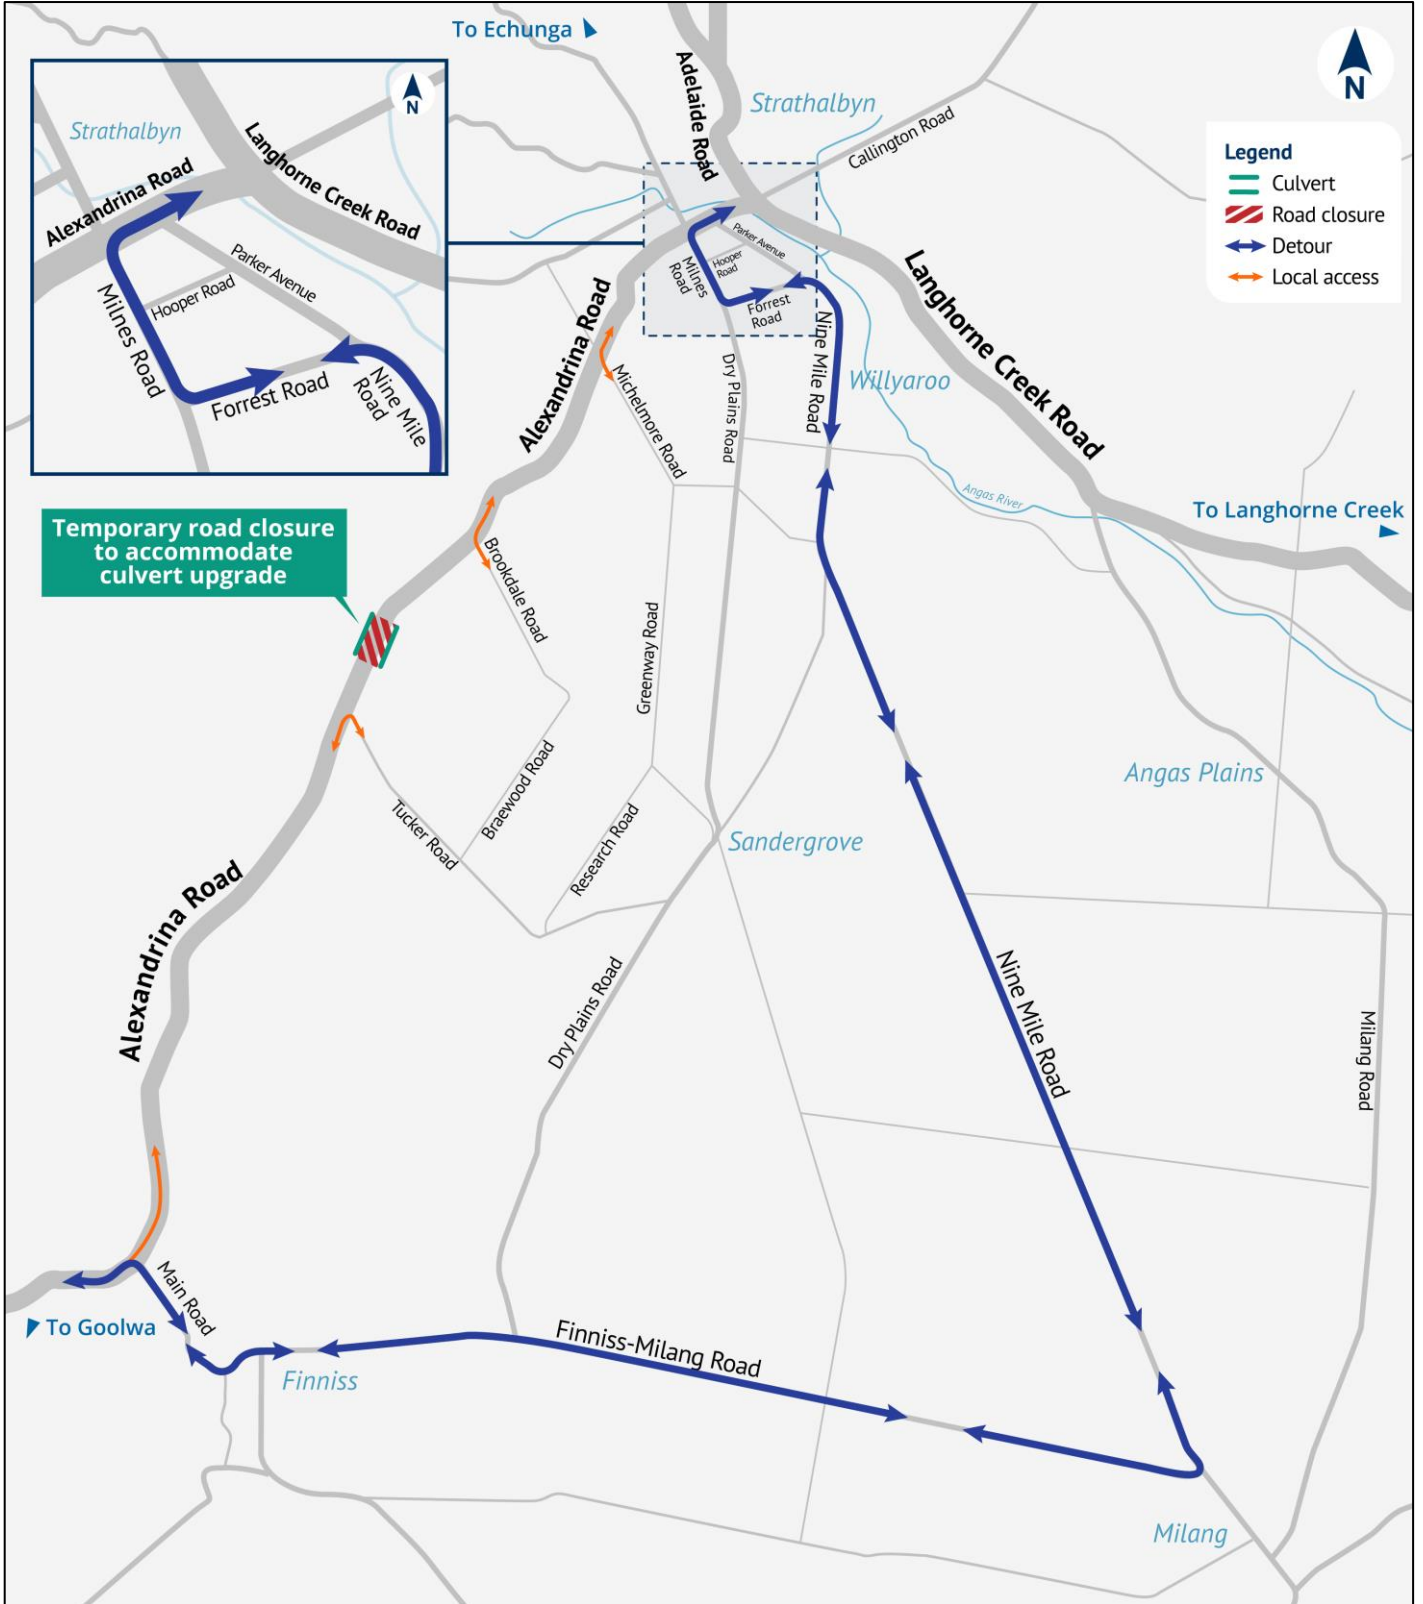 To Echunga
N
Strathalbyn
Adelaide Road
Callington Road
Legend
Culvert
Road closure
Detour
Local access
N
Strathalbyn
Alexandrina Road
Langhorne Creek Road
Parker Avenue
Hooper Road
Milnes Road
Forrest Road
Nine Mile
Road
Parker Avenue
Hooper
Road
Milnes
Road
Forrest
Road
Nine Mile Road
Langhorne Creek Road
Willyaroo
Alexandrina Road
Michelmore Road
Dry Plains Road
Angas River
To Langhorne Creek
Temporary road closure
to accommodate
culvert upgrade
Brookdale Road
Greenway Road
Angas Plains
Braewood Road
Tucker Road
Research Road
Sandergrove
Alexandrina Road
Dry Plains Road
Nine Mile Road
Milang Road
Main Road
To Goolwa
Finniss
Finniss-Milang Road
Milang